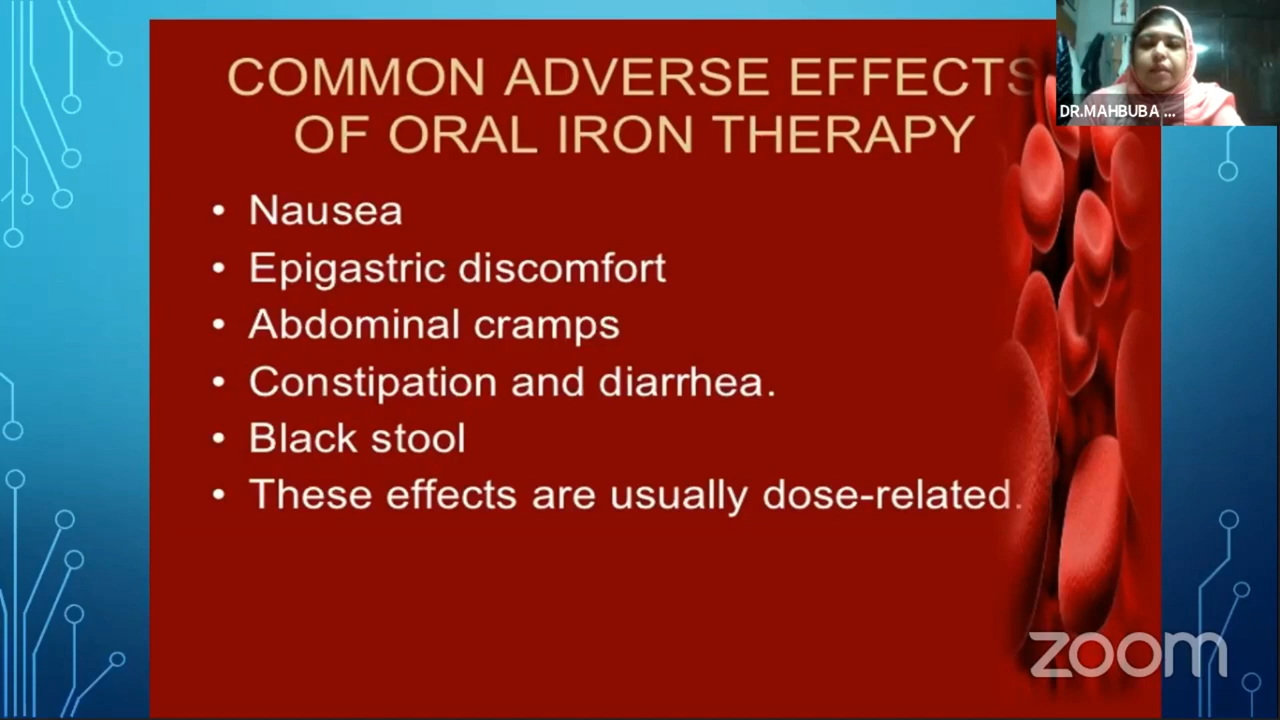 COMMON ADVERSE EFFECTS
OF ORAL IRON THERAPY
DR.MAHBUBA ...
• Nausea
• Epigastric discomfort
• Abdominal cramps
• Constipation and diarrhea.
• Black stool
• These effects are usually dose-related.
zoom